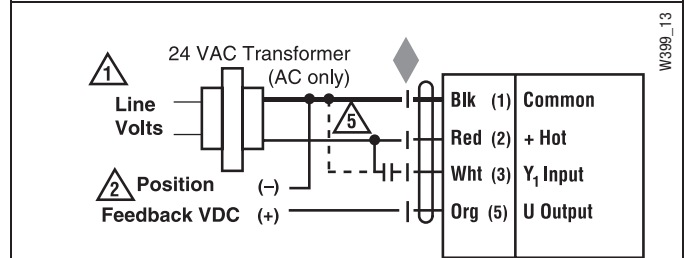 W399_13
24 VAC Transformer
(AC only)
1
Line
Volts
5
2 Position (–)
Feedback VDC (+)
Blk (1) Common
Red (2) + Hot
Wht (3) Y1 Input
Org (5) U Output